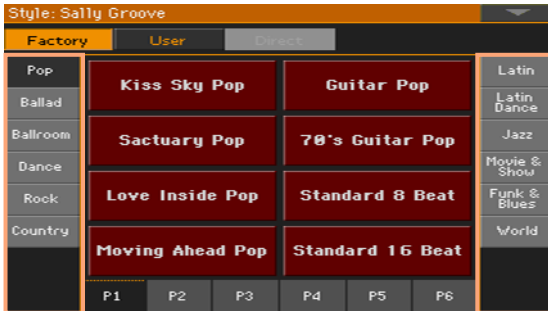 Style: Sally Groove
Factory
User
Direct
Pop
Ballad
Ballroom
Dance
Rock
Country
Kiss Sky Pop
Guitar Pop
Sactuary Pop
70's Guitar Pop
Love Inside Pop
Standard 8 Beat
Moving Ahead Pop
Standard 16 Beat
Latin
Latin
Dance
Jazz
Movie &
Show
Funk &
Blues
World
P1
P2
P3
P4
P5
P6